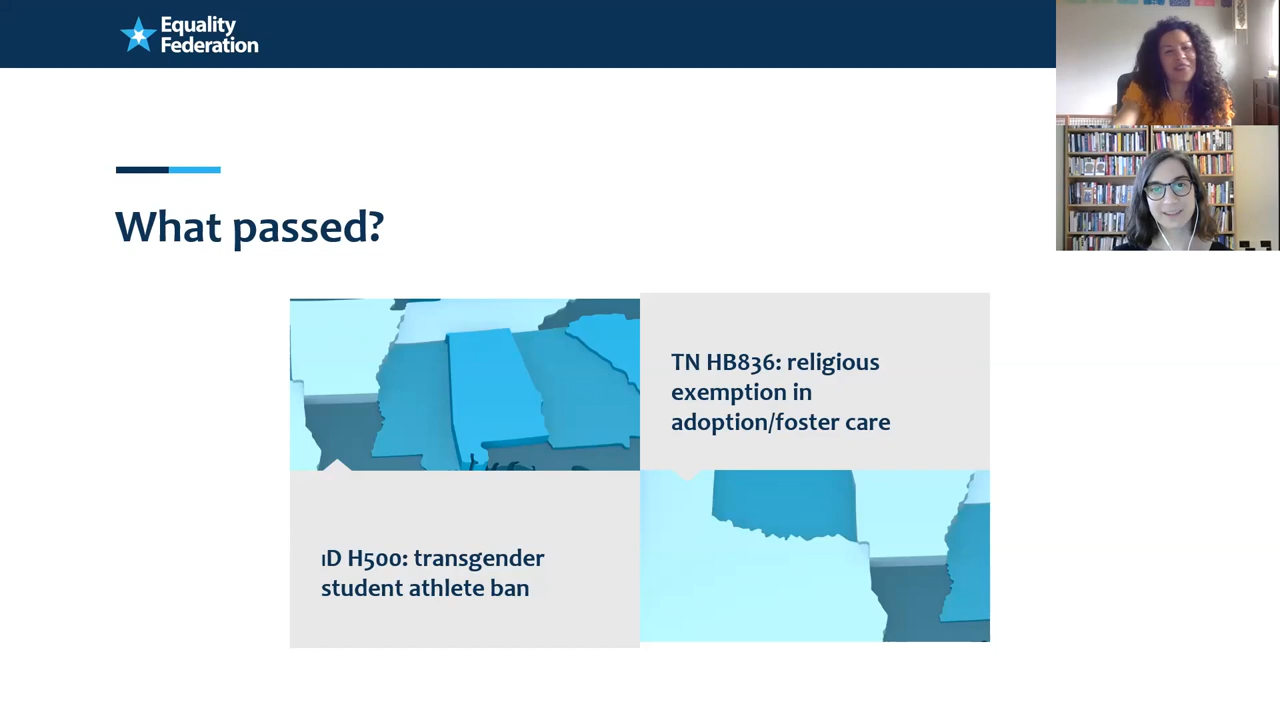 Equality
Federation
What passed?
TN HB836: religious
exemption in
adoption/foster care
ID H500: transgender
student athlete ban